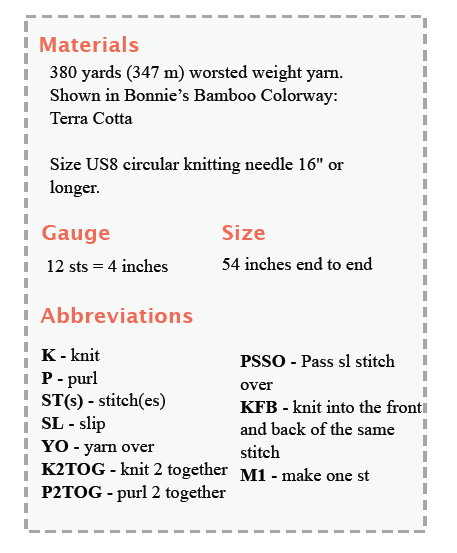 Materials
380 yards (347 m) worsted weight yarn.
Shown in Bonnie's Bamboo Colorway:
Terra Cotta
Size US8 circular knitting needle 16" or
longer.
Gauge
12 sts = 4 inches
Size
54 inches end to end
Abbreviations
K - knit
P - purl
ST(s) - stitch(es)
SL - slip
YO - yarn over
K2TOG - knit 2 together
P2TOG - purl 2 together
PSSO - Pass sl stitch
over
KFB - knit into the front
and back of the same
stitch
M1 - make one st